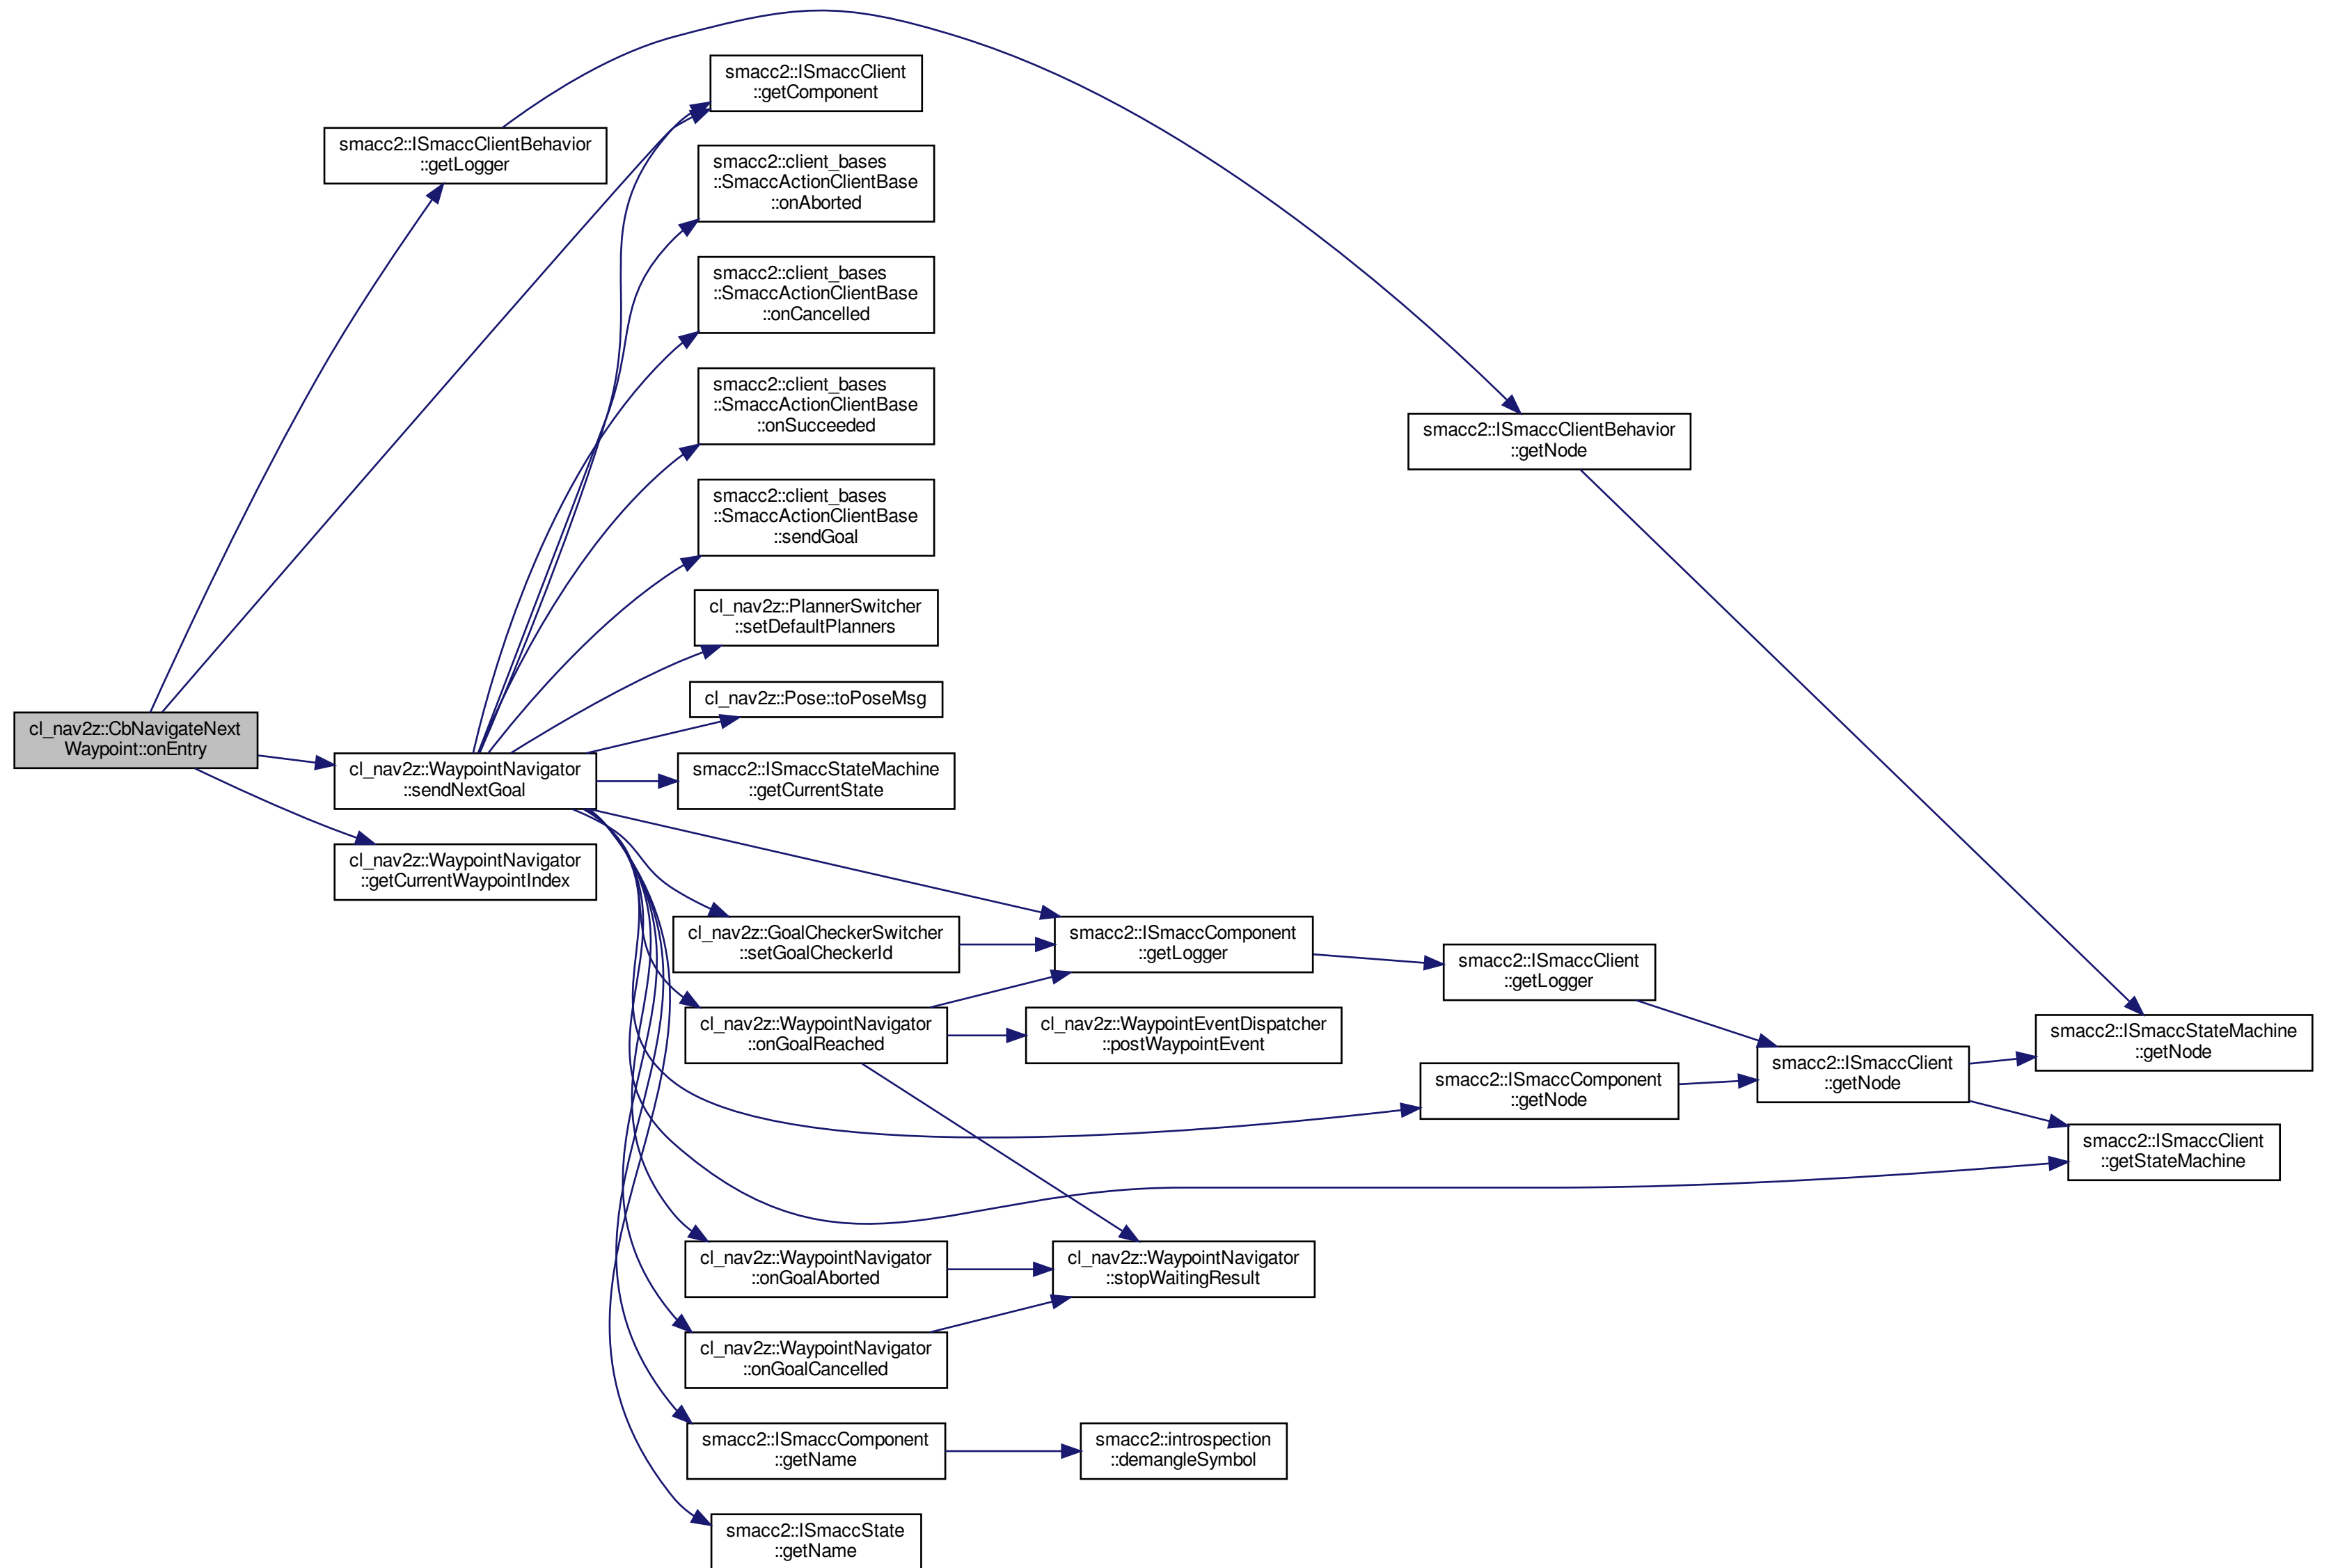 smacc2::ISmaccClient
::getComponent
smacc2::ISmaccClientBehavior
::getLogger
smacc2::client_bases
::SmaccActionClientBase
::onAborted
smacc2::client_bases
::SmaccActionClientBase
::onCancelled
smacc2::client_bases
::SmaccActionClientBase
::onSucceeded
smacc2::ISmaccClientBehavior
::getNode
smacc2::client_bases
::SmaccActionClientBase
::sendGoal
cl_nav2z::PlannerSwitcher
::setDefaultPlanners
cl_nav2z::Pose::toPoseMsg
cl_nav2z::CbNavigateNext
Waypoint::onEntry
cl_nav2z::WaypointNavigator
::sendNextGoal
smacc2::ISmaccStateMachine
::getCurrentState
cl_nav2z::WaypointNavigator
::getCurrentWaypointIndex
cl_nav2z::GoalCheckerSwitcher
::setGoalCheckerId
smacc2::ISmaccComponent
::getLogger
smacc2::ISmaccClient
::getLogger
cl_nav2z::WaypointNavigator
::onGoalReached
cl_nav2z::WaypointEventDispatcher
::postWaypointEvent
smacc2::ISmaccStateMachine
::getNode
smacc2::ISmaccComponent
::getNode
smacc2::ISmaccClient
::getNode
smacc2::ISmaccClient
::getStateMachine
cl_nav2z::WaypointNavigator
::onGoalAborted
cl_nav2z::WaypointNavigator
::stopWaitingResult
cl_nav2z::WaypointNavigator
::onGoalCancelled
smacc2::ISmaccComponent
::getName
smacc2::introspection
::demangleSymbol
smacc2::ISmaccState
::getName